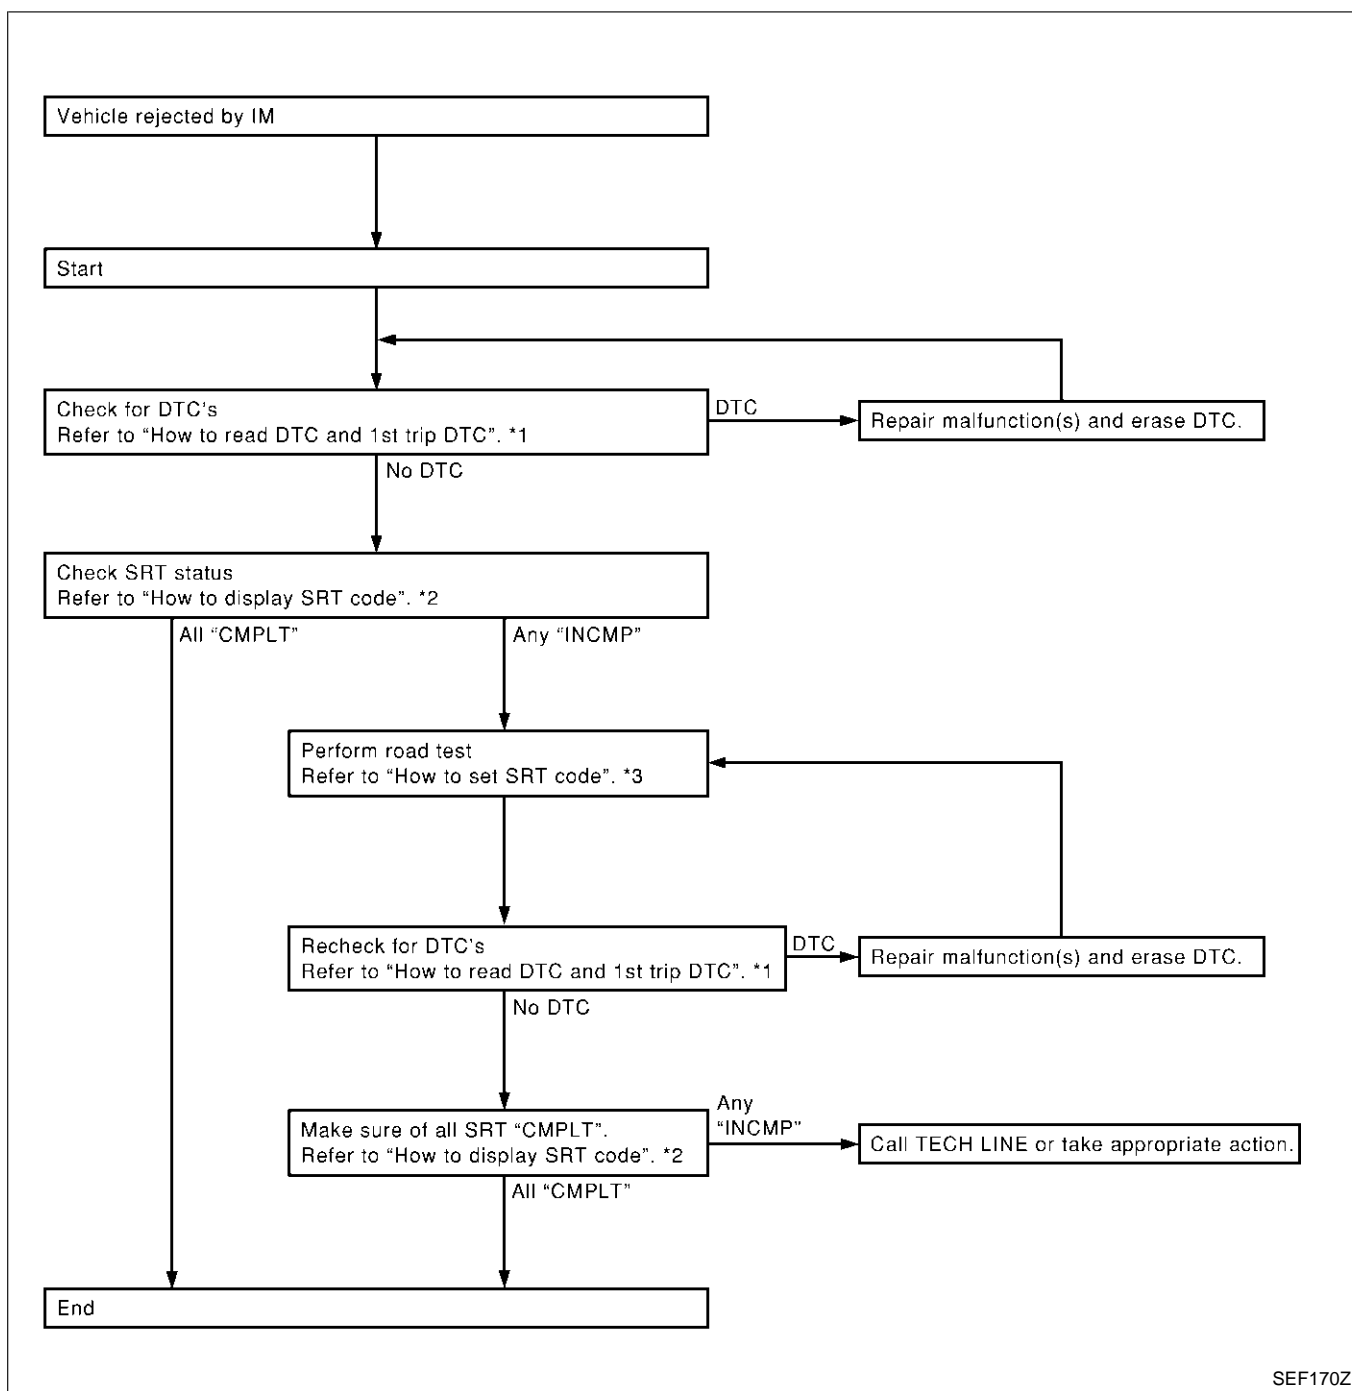 Vehicle rejected by IM
Start
Check for DTC's
Refer to “How to read DTC and 1st trip DTC”. *1
DTC
Repair malfunction(s) and erase DTC.
No DTC
Check SRT status
Refer to “How to display SRT code”. *2
All “CMPLT”
Any “INCMP”
Perform road test
Refer to “How to set SRT code”. *3
Recheck for DTC's
Refer to “How to read DTC and 1st trip DTC”. *1
DTC
Repair malfunction(s) and erase DTC.
No DTC
Make sure of all SRT “CMPLT”.
Refer to “How to display SRT code”. *2
Any
“INCMP”
Call TECH LINE or take appropriate action.
All “CMPLT”
End
SEF170Z